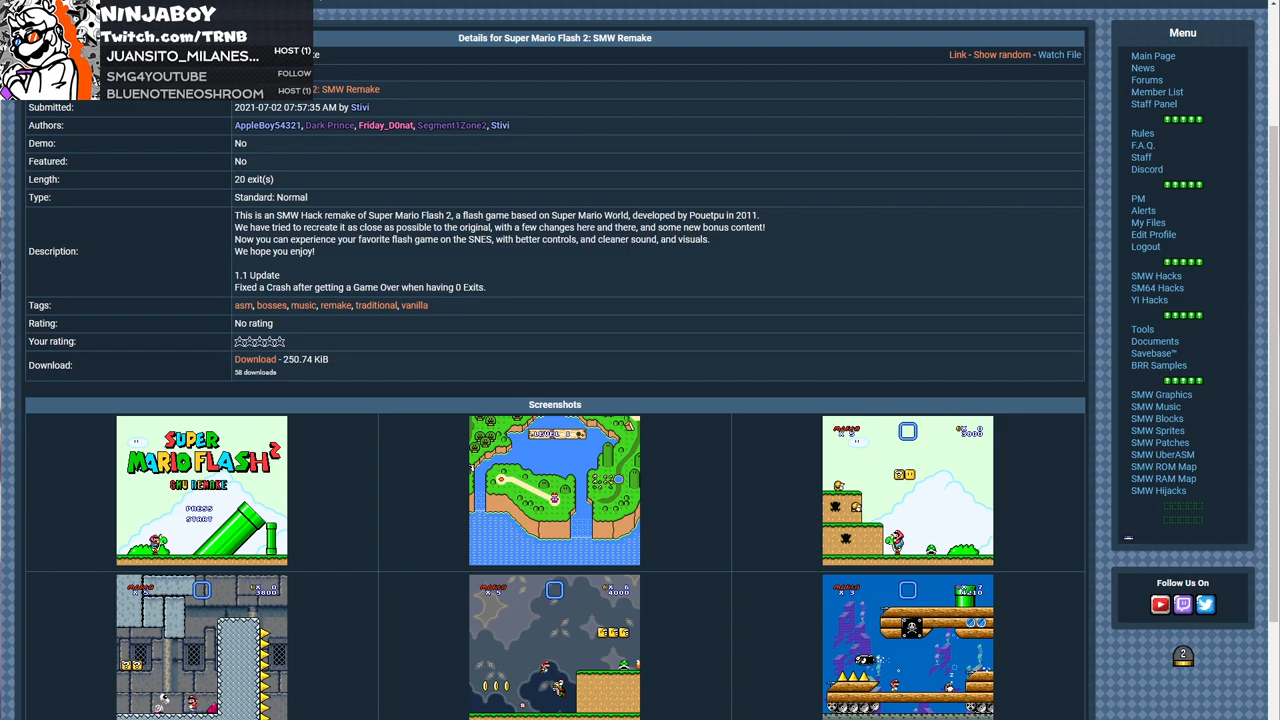 NINJABOY
Twitch.com/TRNB
JUANSITO_MILANES... HOST (1)
SMG4YOUTUBE FOLLOW
BLUENOTENEOSHROOM HOST (1)
Details for Super Mario Flash 2: SMW Remake
Link - Show random - Watch File
2: SMW Remake
Submitted: 2021-07-02 07:57:35 AM by Stivi
Authors: AppleBoy54321, Dark Prince, Friday_D0nat, Segment1Zone2, Stivi
Demo: No
Featured: No
Length: 20 exit(s)
Type: Standard: Normal
Description:
This is an SMW Hack remake of Super Mario Flash 2, a flash game based on Super Mario World, developed by Pouetpu in 2011.
We have tried to recreate it as close as possible to the original, with a few changes here and there, and some new bonus content!
Now you can experience your favorite flash game on the SNES, with better controls, and cleaner sound, and visuals.
We hope you enjoy!
1.1 Update
Fixed a Crash after getting a Game Over when having 0 Exits.
Tags: asm, bosses, music, remake, traditional, vanilla
Rating: No rating
Your rating:
Download: Download - 250.74 KiB
58 downloads
Screenshots
SUPER
MARIO FLASH 2
SMW REMAKE
PRESS
START
Menu
Main Page
News
Forums
Member List
Staff Panel
Rules
F.A.Q.
Staff
Discord
PM
Alerts
My Files
Edit Profile
Logout
SMW Hacks
SM64 Hacks
YI Hacks
Tools
Documents
Savebase™
BRR Samples
SMW Graphics
SMW Music
SMW Blocks
SMW Sprites
SMW Patches
SMW UberASM
SMW ROM Map
SMW RAM Map
SMW Hijacks
Follow Us On
2